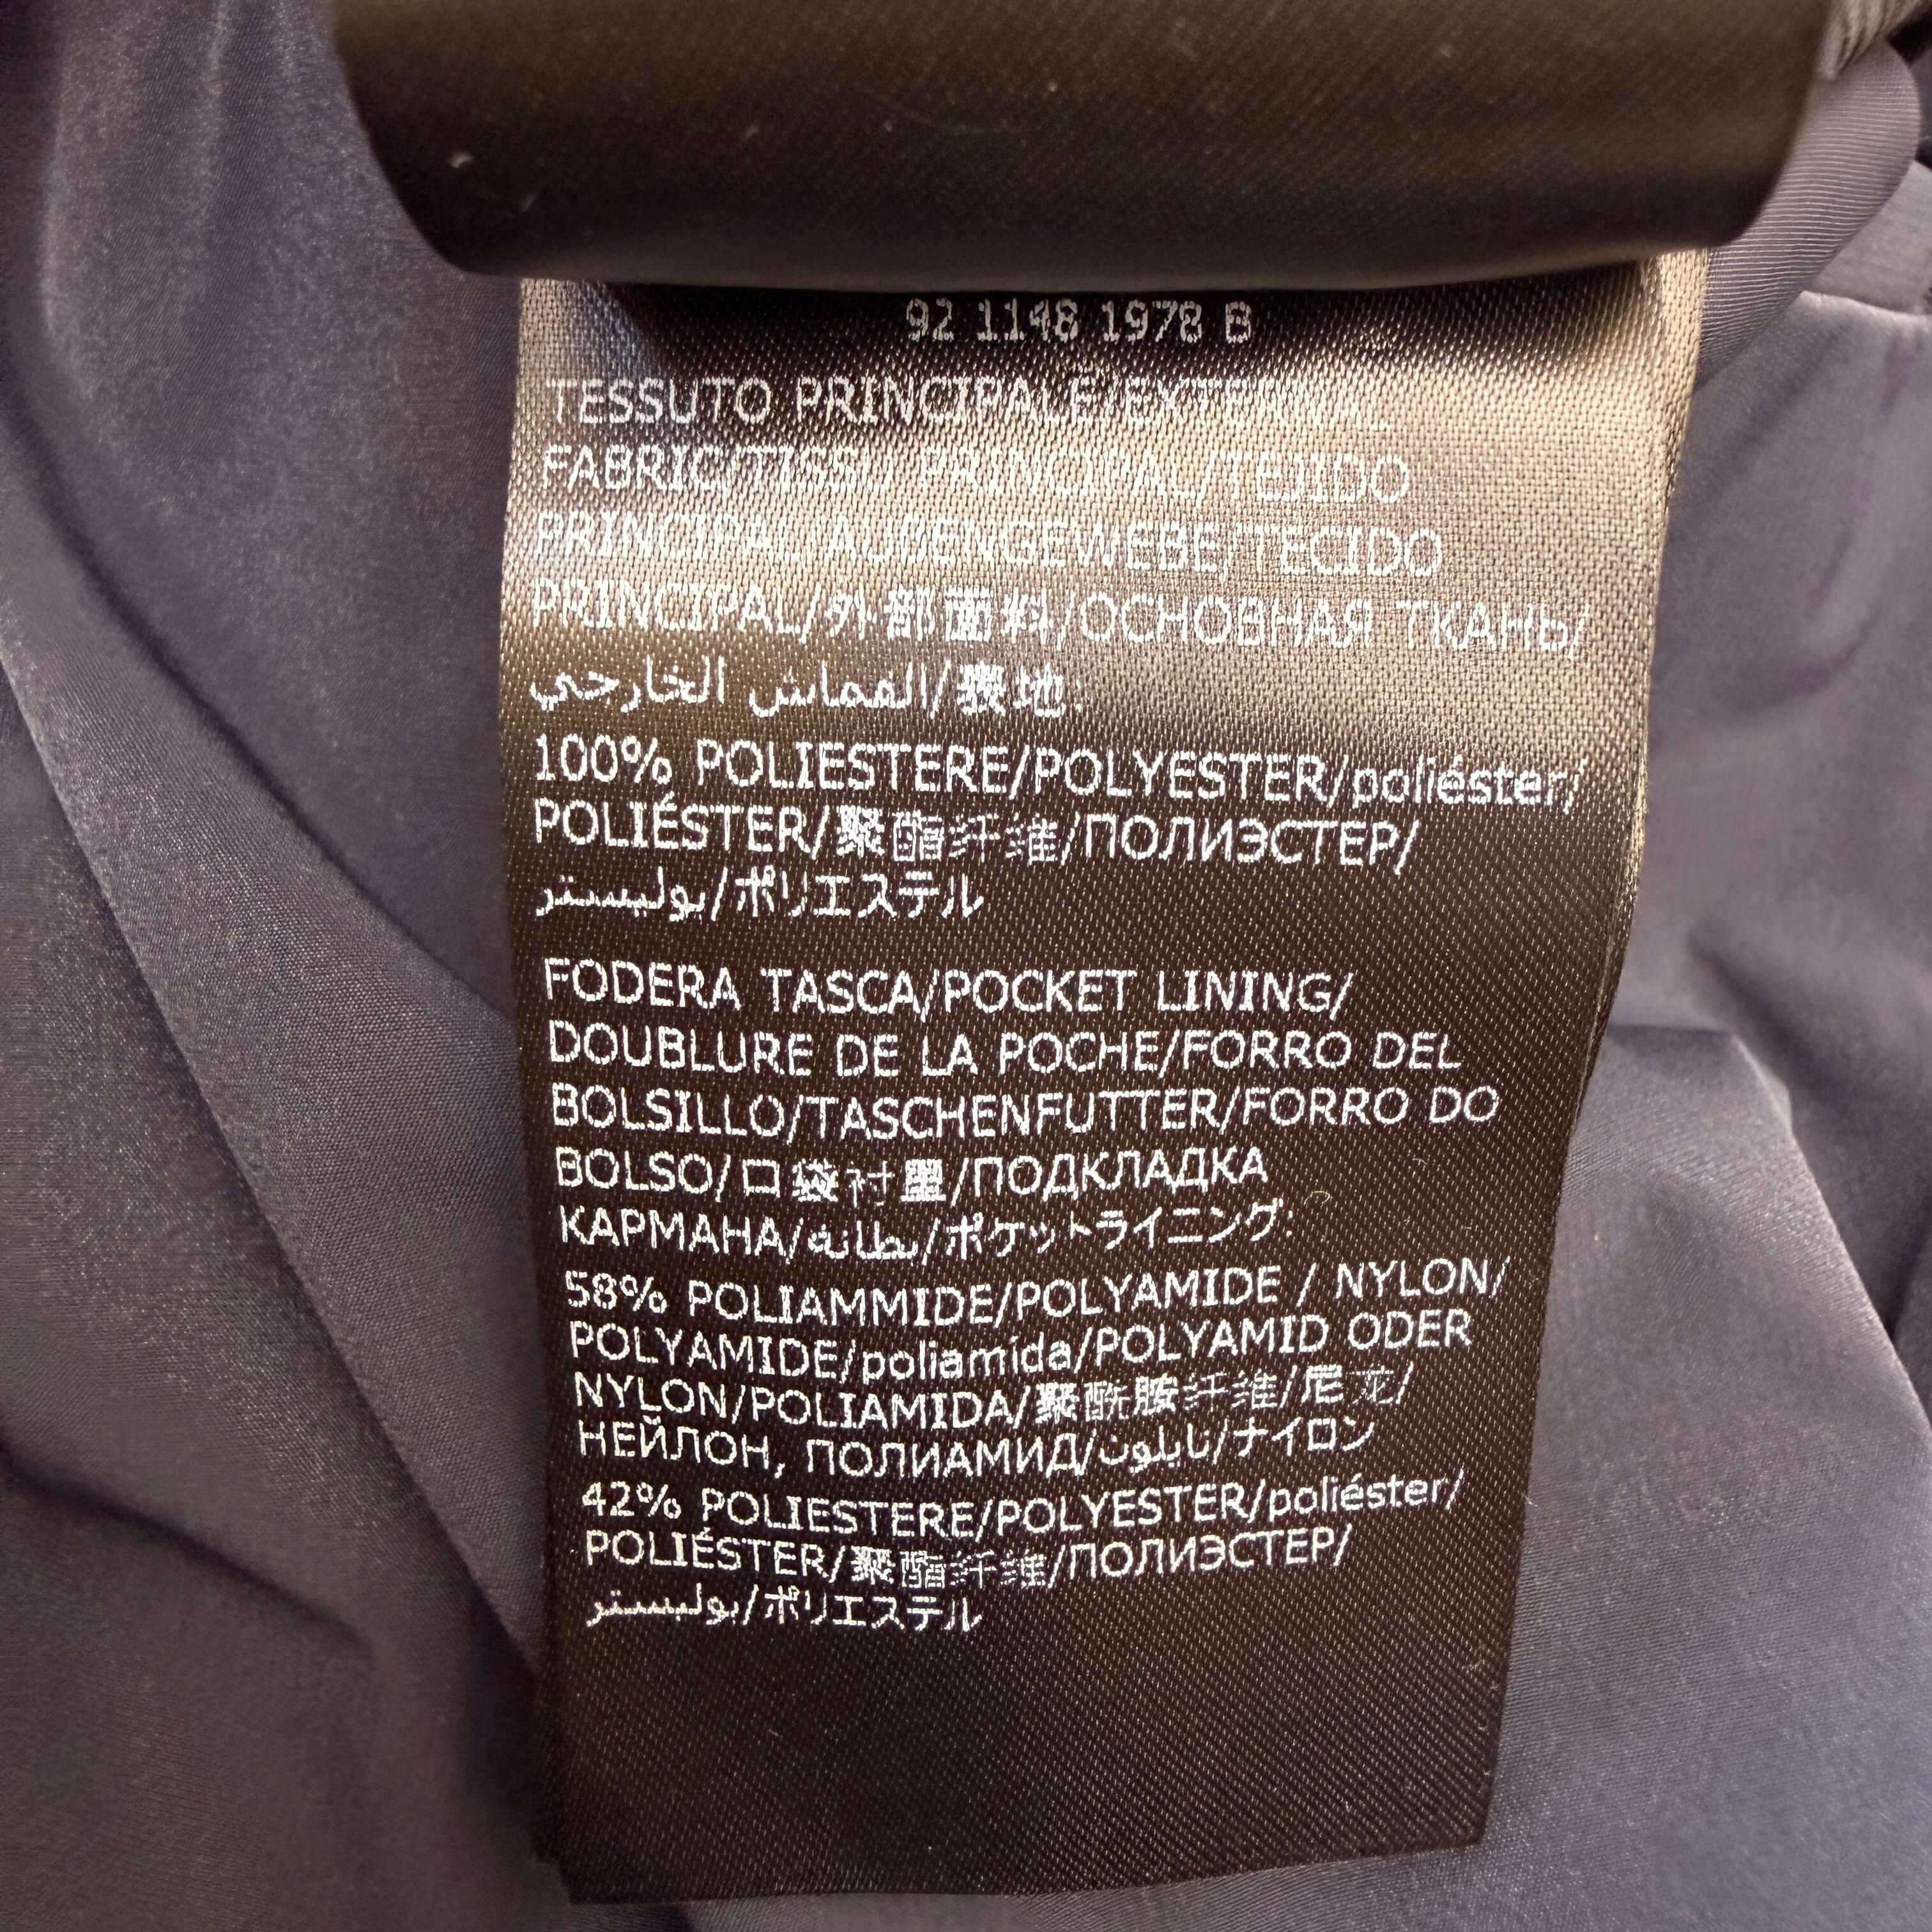 92 1148 1978 B
TESSUTO PRINCIPALE/EXTERNAL
FABRIC/TISSU PRINCIPAL/TEJIDO
PRINCIPAL/AUßENGEWEBE/TECIDO
PRINCIPAL/外部面料/ОСНОВНАЯ ТКАНЬ/
القماش الخارجي/表地:
100% POLIESTERE/POLYESTER/poliéster/
POLIÉSTER/聚酯纤维/ПОЛИЭСТЕР/
بوليستر/ポリエステル
FODERA TASCA/POCKET LINING/
DOUBLURE DE LA POCHE/FORRO DEL
BOLSILLO/TASCHENFUTTER/FORRO DO
BOLSO/口袋衬里/ПОДКЛАДКА
КАРМАНА/بطانة/ポケットライニング:
58% POLIAMMIDE/POLYAMIDE / NYLON/
POLYAMIDE/poliamida/POLYAMID ODER
NYLON/POLIAMIDA/聚酰胺纤维/尼龙/
НЕЙЛОН, ПОЛИАМИД/نايلون/ナイロン
42% POLIESTERE/POLYESTER/poliéster/
POLIÉSTER/聚酯纤维/ПОЛИЭСТЕР/
بوليستر/ポリエステル